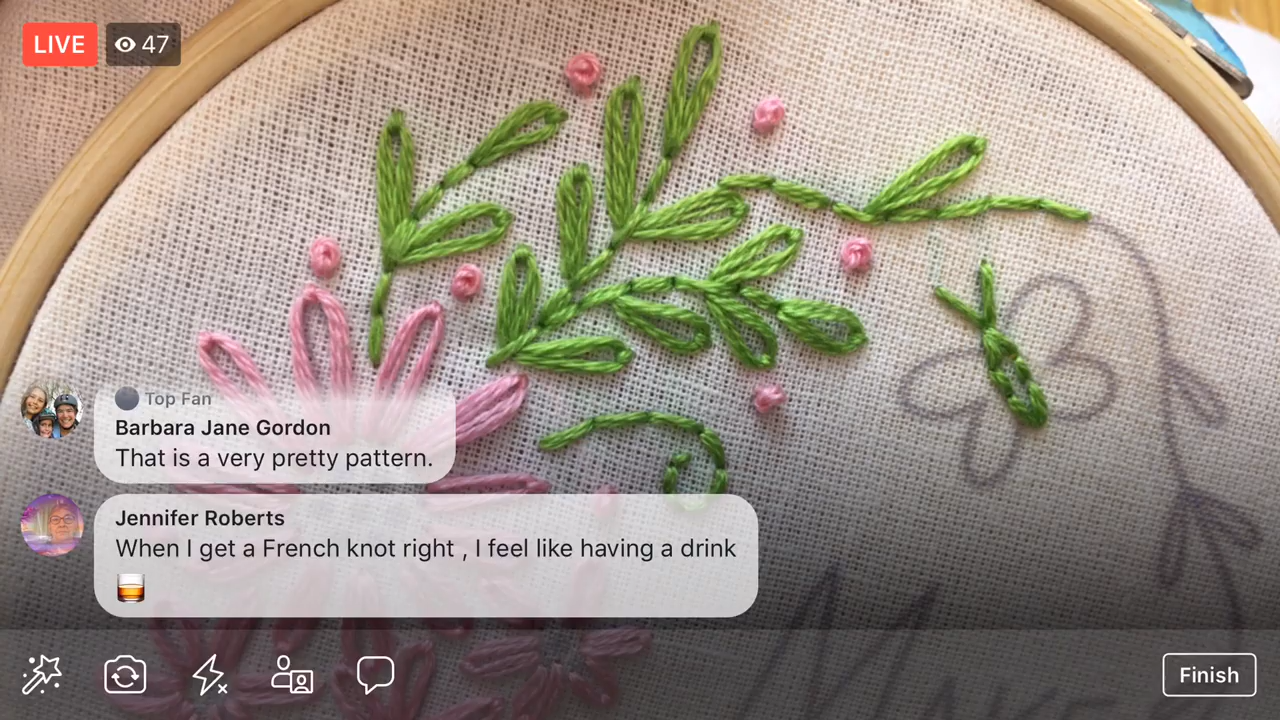 LIVE 47
Top Fan
Barbara Jane Gordon
That is a very pretty pattern.
Jennifer Roberts
When I get a French knot right , I feel like having a drink
🥃
Finish